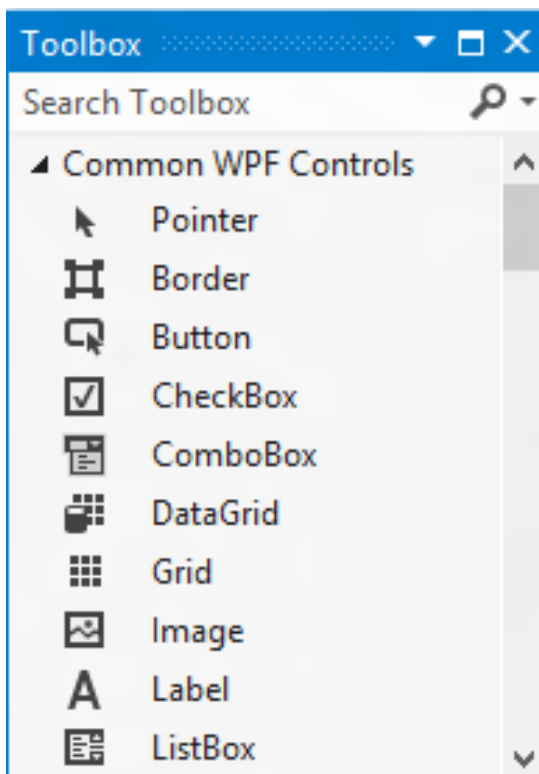 Toolbox
Search Toolbox
Common WPF Controls
Pointer
Border
Button
CheckBox
ComboBox
DataGrid
Grid
Image
Label
ListBox